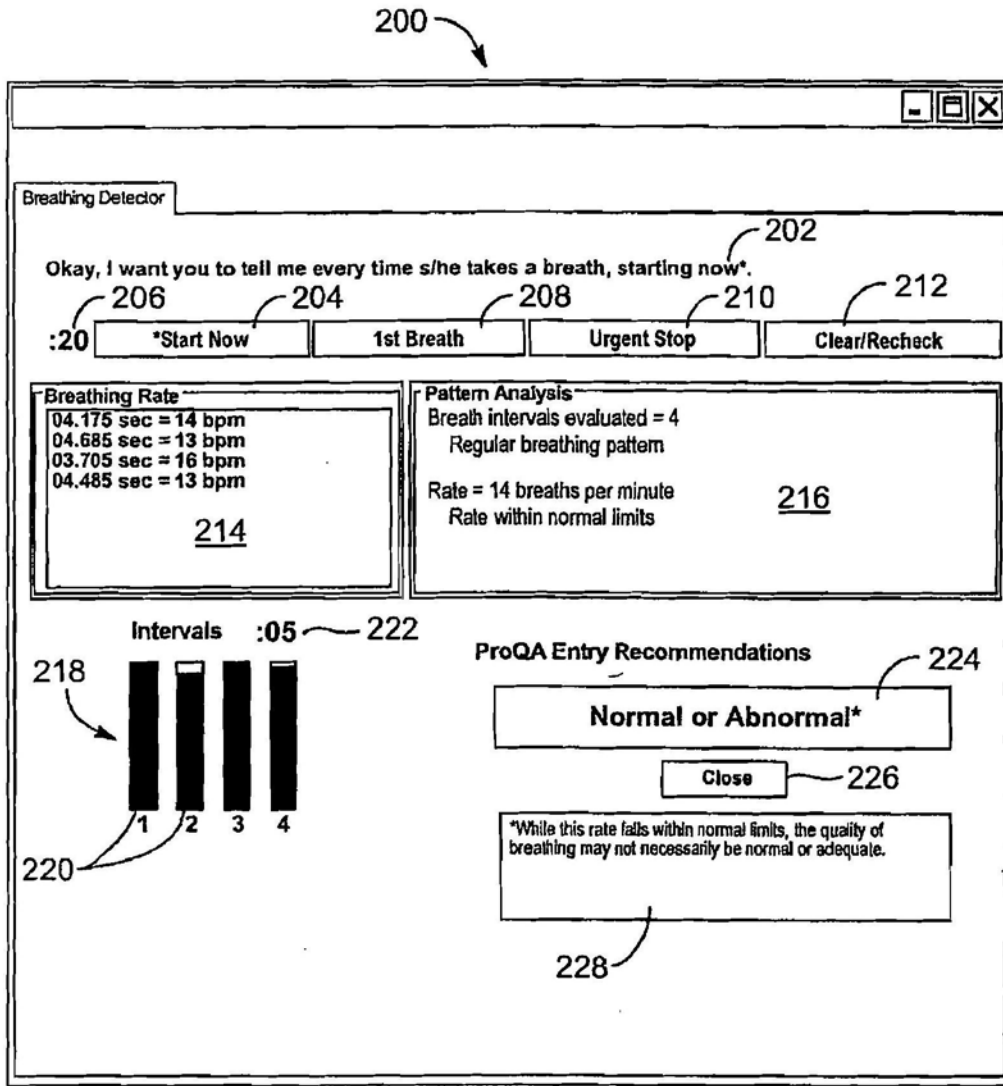 200
Breathing Detector
202
Okay, I want you to tell me every time s/he takes a breath, starting now*.
206 204 208 210 212
:20 *Start Now 1st Breath Urgent Stop Clear/Recheck
Breathing Rate
04.175 sec = 14 bpm
04.685 sec = 13 bpm
03.705 sec = 16 bpm
04.485 sec = 13 bpm
214
Pattern Analysis
Breath intervals evaluated = 4
Regular breathing pattern
Rate = 14 breaths per minute
Rate within normal limits
216
Intervals :05 222
218
1 2 3 4
220
ProQA Entry Recommendations
224
Normal or Abnormal*
Close 226
*While this rate falls within normal limits, the quality of
breathing may not necessarily be normal or adequate.
228